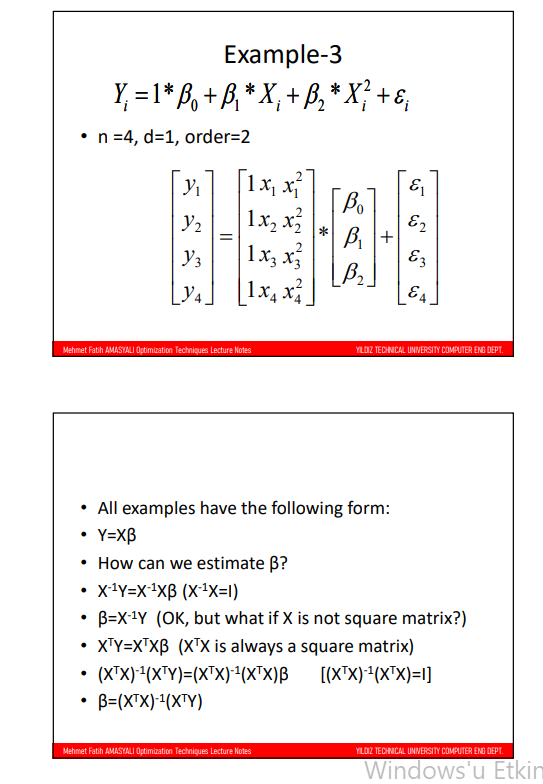 Example-3
Yᵢ =1* β₀ + β₁ * Xᵢ + β₂ * Xᵢ² + εᵢ
• n =4, d=1, order=2
[y₁] [1 x₁ x₁²] [ε₁]
[y₂] = [1 x₂ x₂²] * [β₀ β₁ β₂] + [ε₂]
[y₃] [1 x₃ x₃²] [ε₃]
[y₄] [1 x₄ x₄²] [ε₄]
Mehmet Fatih AMASYALI Optimization Techniques Lecture Notes YILDIZ TECHNICAL UNIVERSITY COMPUTER ENG DEPT.
• All examples have the following form:
• Y=Xβ
• How can we estimate β?
• X⁻¹Y=X⁻¹Xβ (X⁻¹X=I)
• β=X⁻¹Y (OK, but what if X is not square matrix?)
• XᵀY=XᵀXβ (XᵀX is always a square matrix)
• (XᵀX)⁻¹(XᵀY)=(XᵀX)⁻¹(XᵀX)β [(XᵀX)⁻¹(XᵀX)=I]
• β=(XᵀX)⁻¹(XᵀY)
Mehmet Fatih AMASYALI Optimization Techniques Lecture Notes YILDIZ TECHNICAL UNIVERSITY COMPUTER ENG DEPT.
Windows'u Etkin